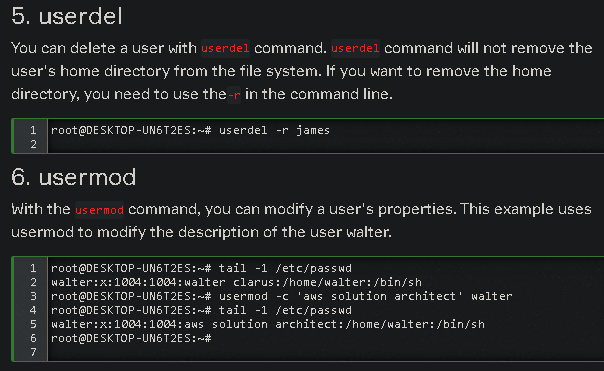 5. userdel
You can delete a user with userdel command. userdel command will not remove the
user's home directory from the file system. If you want to remove the home
directory, you need to use the-r in the command line.
1 root@DESKTOP-UN6T2ES:~# userdel -r james
2
6. usermod
With the usermod command, you can modify a user's properties. This example uses
usermod to modify the description of the user walter.
1 root@DESKTOP-UN6T2ES:~# tail -1 /etc/passwd
2 walter:x:1004:1004:walter clarus:/home/walter:/bin/sh
3 root@DESKTOP-UN6T2ES:~# usermod -c 'aws solution architect' walter
4 root@DESKTOP-UN6T2ES:~# tail -1 /etc/passwd
5 walter:x:1004:1004:aws solution architect:/home/walter:/bin/sh
6 root@DESKTOP-UN6T2ES:~#
7